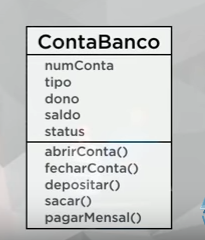 ContaBanco
numConta
tipo
dono
saldo
status
abrirConta()
fecharConta()
depositar()
sacar()
pagarMensal()